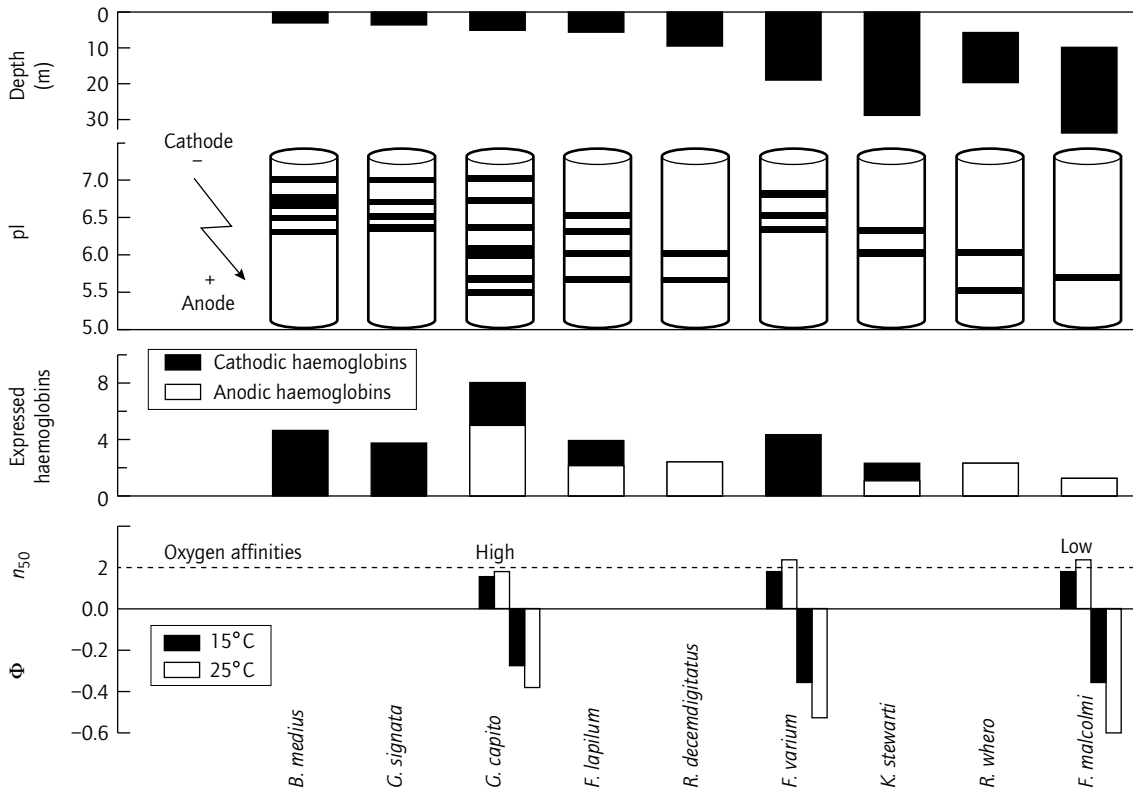 0
10
20
30
Depth
(m)
Cathode
–
+
Anode
7.0
6.5
6.0
5.5
5.0
pI
Cathodic haemoglobins
Anodic haemoglobins
8
4
0
Expressed
haemoglobins
Oxygen affinities
High
Low
2
0.0
n50
15°C
25°C
−0.2
−0.4
−0.6
Φ
B. medius
G. signata
G. capito
F. lapilum
R. decemdigitatus
F. varium
K. stewarti
R. whero
F. malcolmi